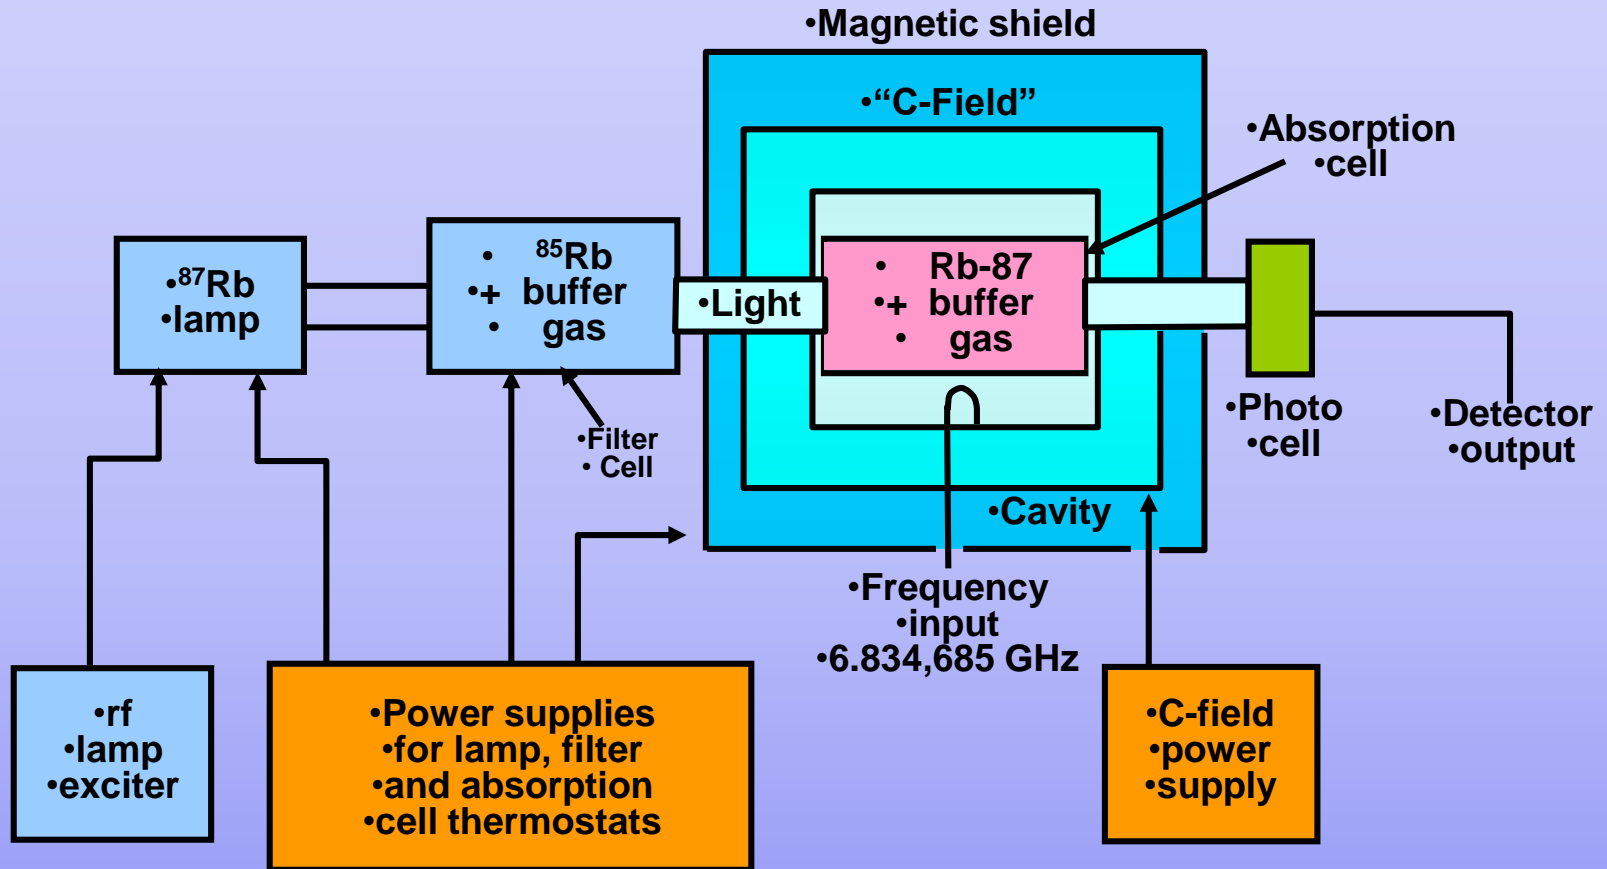 •Magnetic shield
•“C-Field”
•Absorption
•cell
•⁸⁷Rb
•lamp
• ⁸⁵Rb
•+ buffer
• gas
•Light
• Rb-87
•+ buffer
• gas
•Filter
• Cell
•Photo
•cell
•Detector
•output
•Cavity
•Frequency
•input
•6.834,685 GHz
•rf
•lamp
•exciter
•Power supplies
•for lamp, filter
•and absorption
•cell thermostats
•C-field
•power
•supply